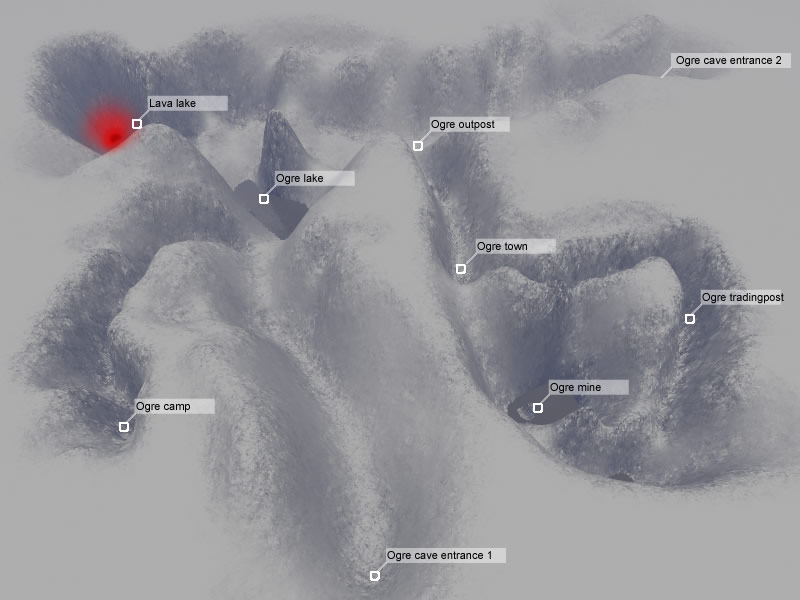 Ogre cave entrance 2
Lava lake
Ogre outpost
Ogre lake
Ogre town
Ogre tradingpost
Ogre mine
Ogre camp
Ogre cave entrance 1